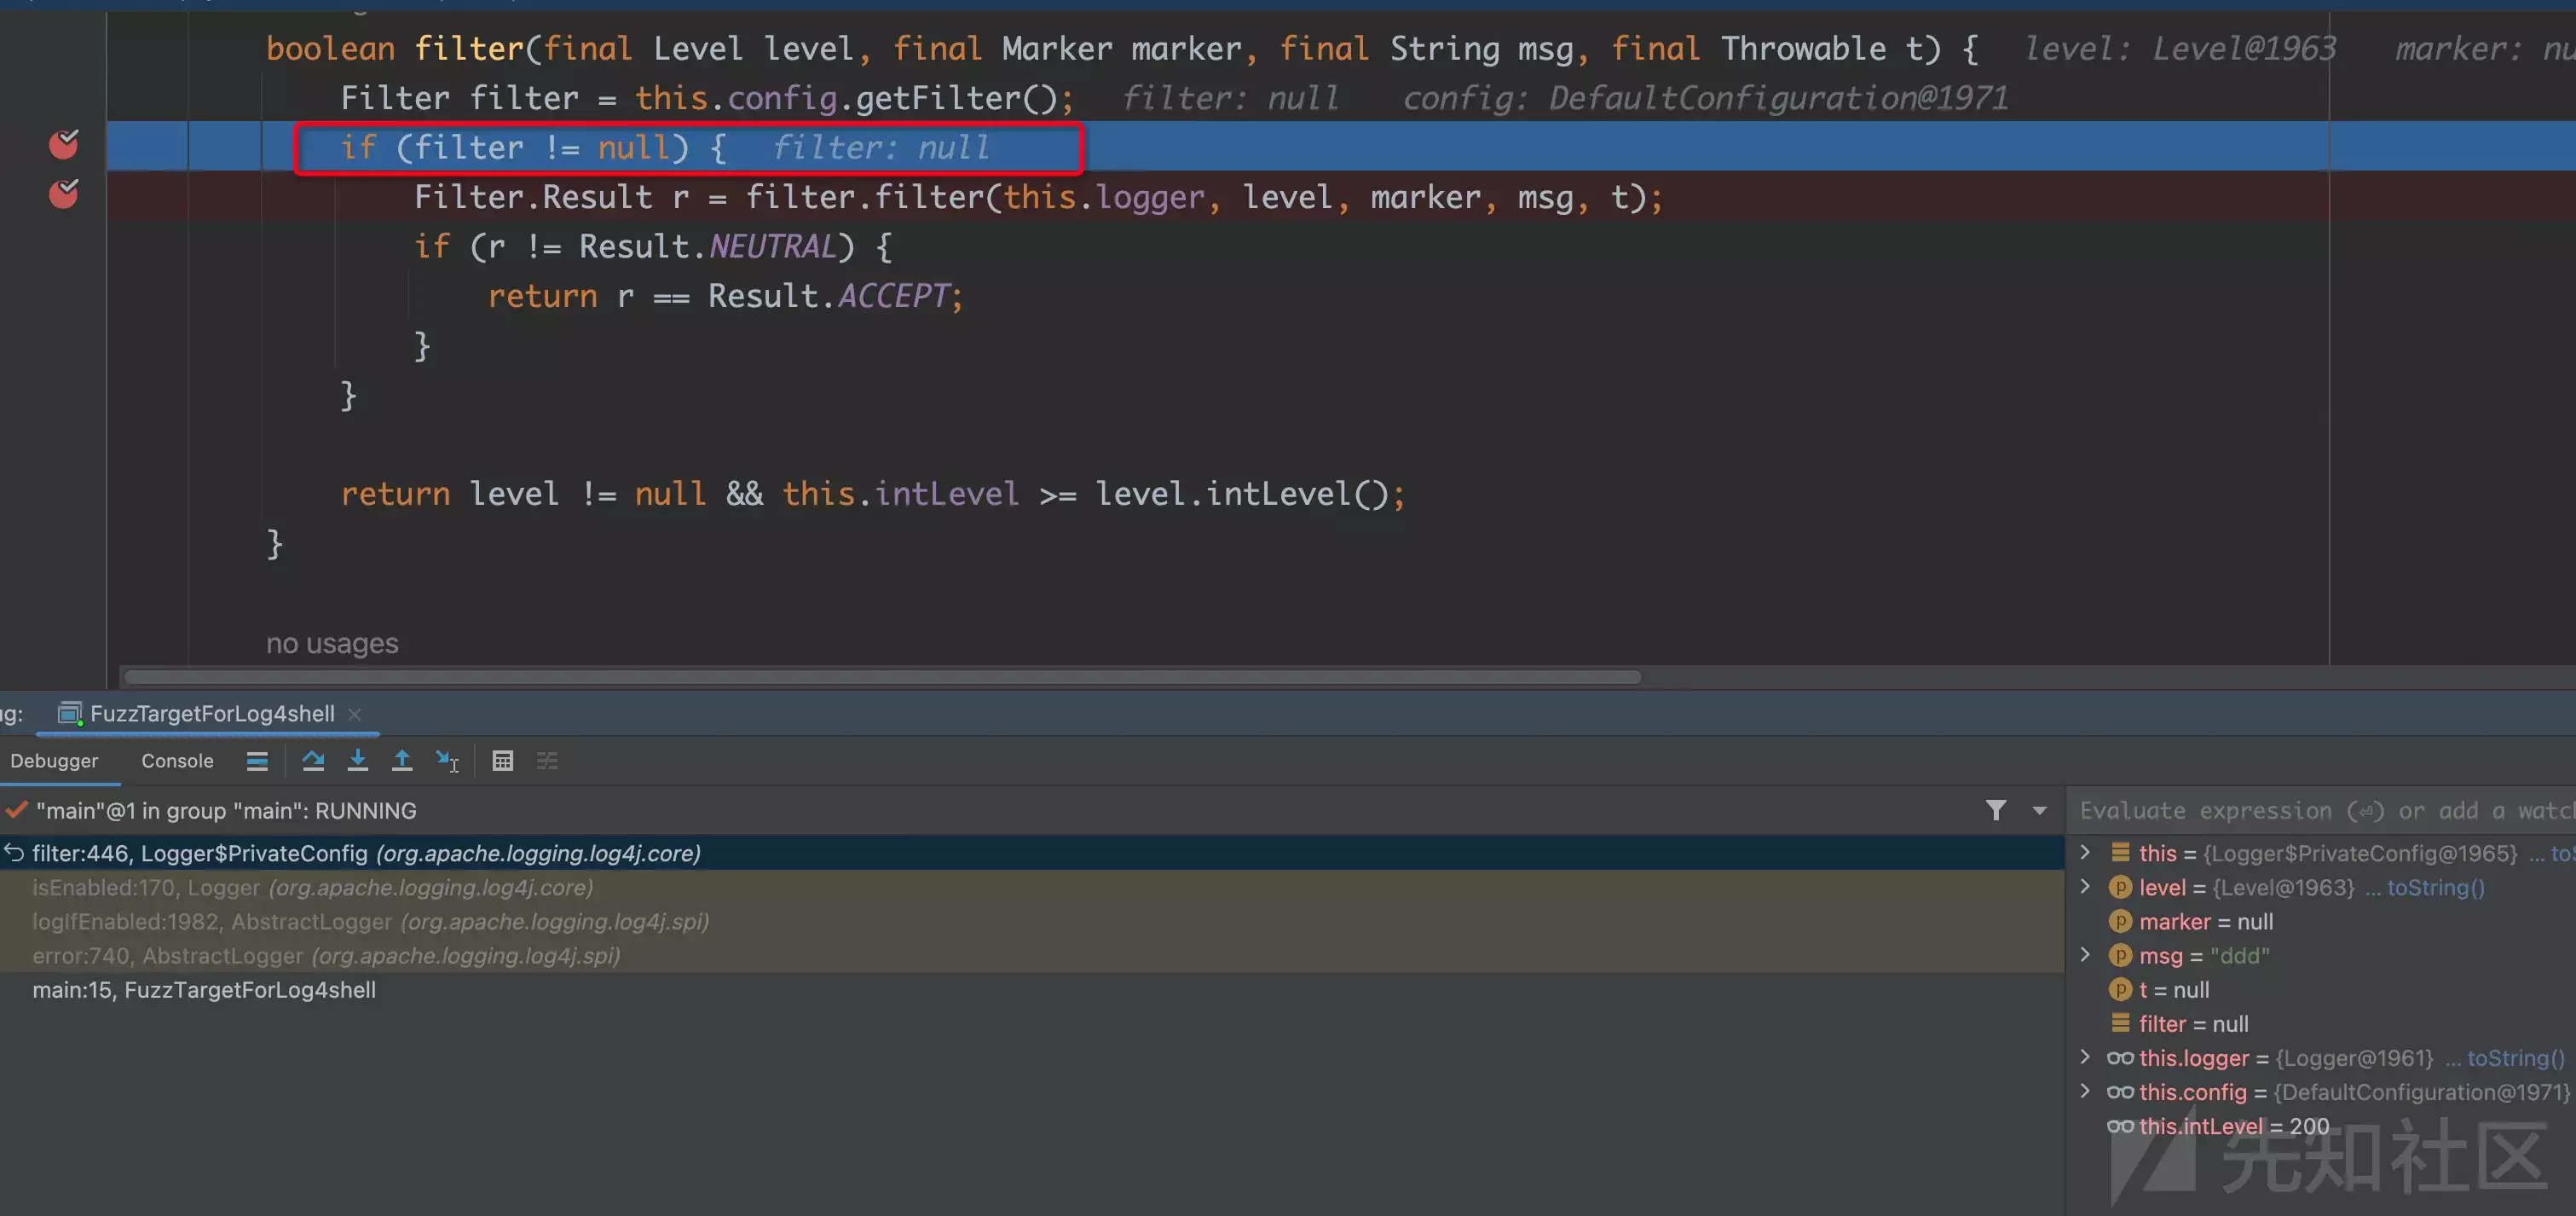 boolean filter(final Level level, final Marker marker, final String msg, final Throwable t) { level: Level@1963 marker: nu
Filter filter = this.config.getFilter(); filter: null config: DefaultConfiguration@1971
if (filter != null) { filter: null
Filter.Result r = filter.filter(this.logger, level, marker, msg, t);
if (r != Result.NEUTRAL) {
return r == Result.ACCEPT;
}
}
return level != null && this.intLevel >= level.intLevel();
}
no usages
ug: FuzzTargetForLog4shell
Debugger Console
"main"@1 in group "main": RUNNING
filter:446, Logger$PrivateConfig (org.apache.logging.log4j.core)
isEnabled:170, Logger (org.apache.logging.log4j.core)
logIfEnabled:1982, AbstractLogger (org.apache.logging.log4j.spi)
error:740, AbstractLogger (org.apache.logging.log4j.spi)
main:15, FuzzTargetForLog4shell
Evaluate expression (⏎) or add a watch
this = {Logger$PrivateConfig@1965} ... toS
level = {Level@1963} ... toString()
marker = null
msg = "ddd"
t = null
filter = null
this.logger = {Logger@1961} ... toString()
this.config = {DefaultConfiguration@1971}
this.intLevel = 200
先知社区